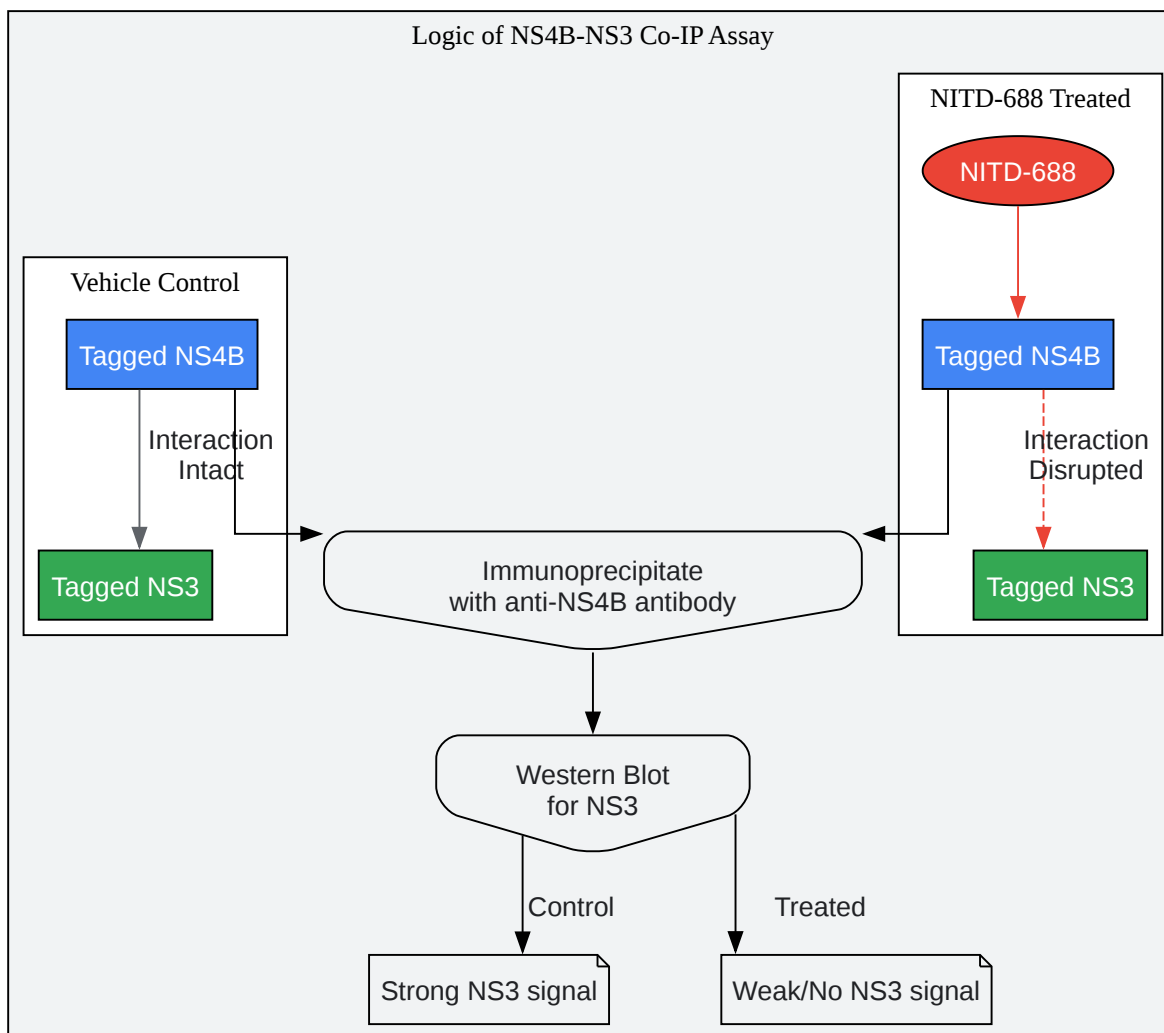 Logic of NS4B-NS3 Co-IP Assay
NITD-688 Treated
NITD-688
Vehicle Control
Tagged NS4B
Tagged NS4B
Interaction
Intact
Interaction
Disrupted
Tagged NS3
Tagged NS3
Immunoprecipitate
with anti-NS4B antibody
Western Blot
for NS3
Control
Treated
Strong NS3 signal
Weak/No NS3 signal